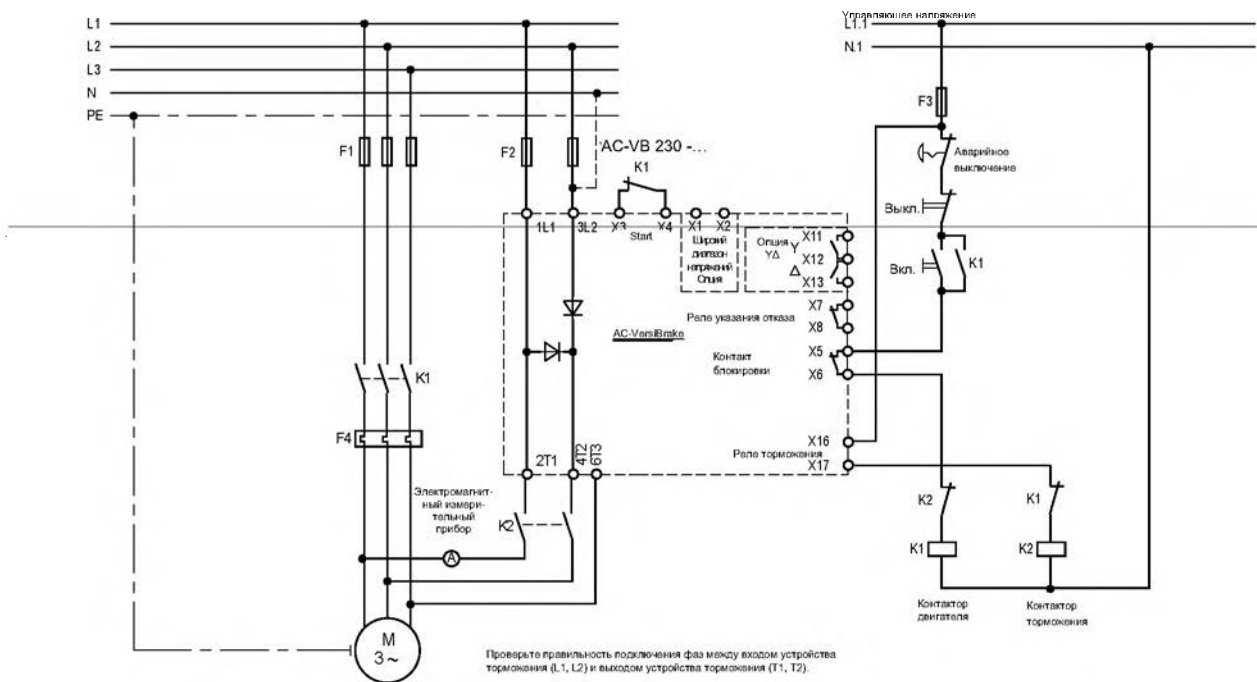 Управляющее напряжение
L1
L1.1
L2
N.1
L3
N
PE
F3
F1
F2
AC-VB 230 -...
K1
Аварийное
выключение
Выкл.
1L1
3L2
X3
X4
Start
X1
X2
Широкий
диапазон
напряжений
Опция
Опция
YΔ
Y
Δ
X11
X12
X13
Вкл.
K1
X7
X8
Реле указания отказа
AC-VersiBrake
X5
X6
Контакт
блокировки
K1
F4
X16
Реле торможения
X17
2T1
4T2
6T3
Электромагнит-
ный измери-
тельный
прибор
K2
A
K2
K1
K1
K2
Контактор
двигателя
Контактор
торможения
M
3 ~
Проверьте правильность подключения фаз между входом устройства
торможения (L1, L2) и выходом устройства торможения (T1, T2).